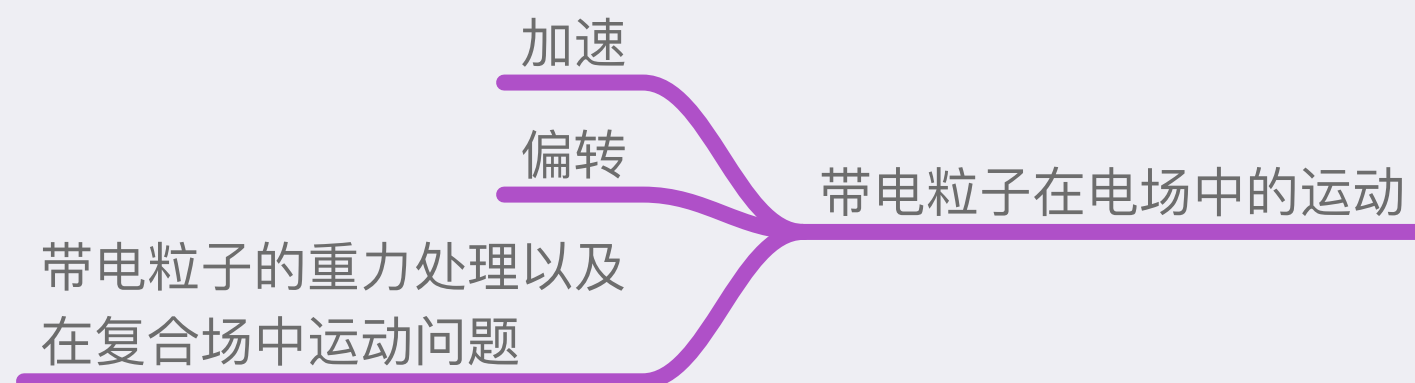 加速
偏转
带电粒子在电场中的运动
带电粒子的重力处理以及
在复合场中运动问题